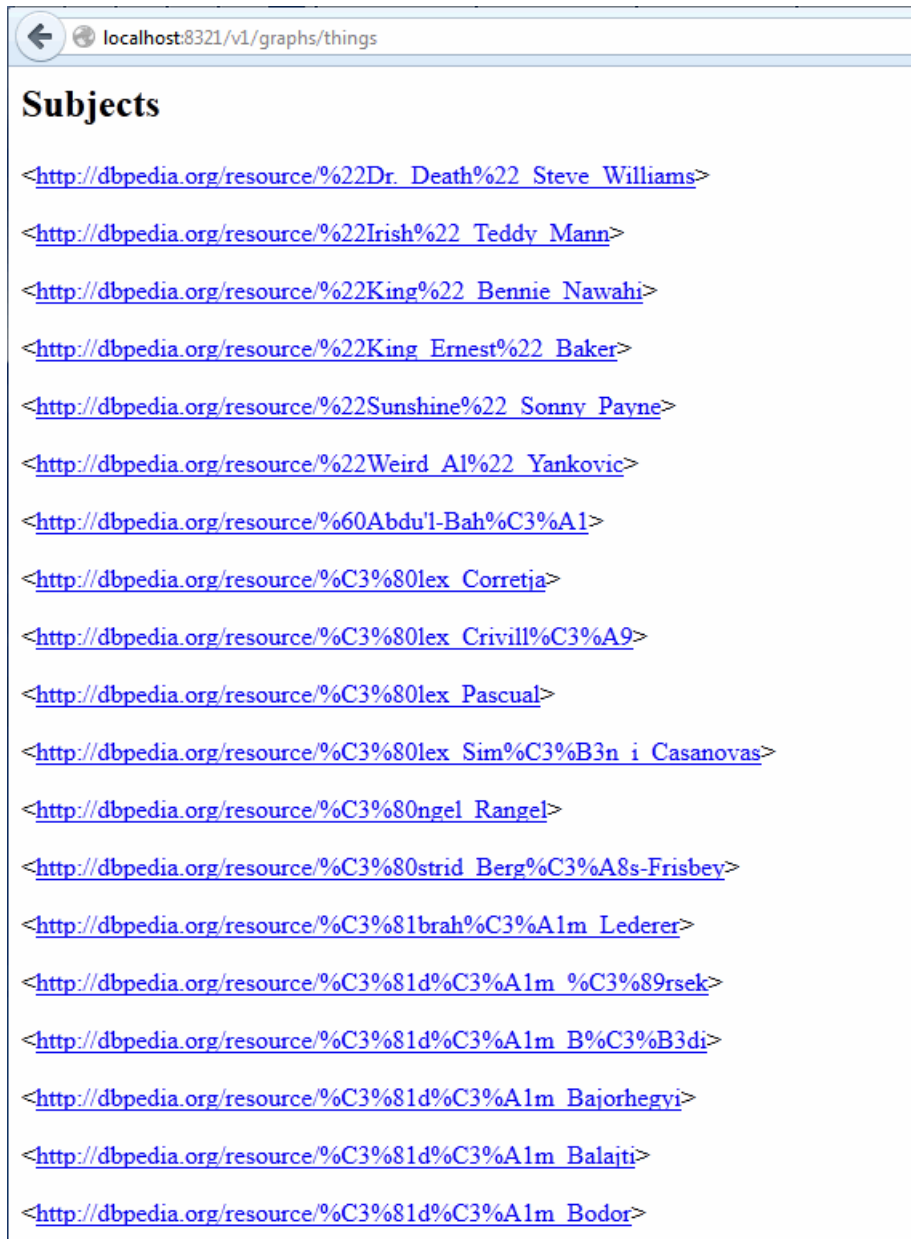 localhost:8321/v1/graphs/things
Subjects
<http://dbpedia.org/resource/%22Dr._Death%22_Steve_Williams>
<http://dbpedia.org/resource/%22Irish%22_Teddy_Mann>
<http://dbpedia.org/resource/%22King%22_Bennie_Nawahi>
<http://dbpedia.org/resource/%22King_Ernest%22_Baker>
<http://dbpedia.org/resource/%22Sunshine%22_Sonny_Payne>
<http://dbpedia.org/resource/%22Weird_Al%22_Yankovic>
<http://dbpedia.org/resource/%60Abdu'l-Bah%C3%A1>
<http://dbpedia.org/resource/%C3%80lex_Corretja>
<http://dbpedia.org/resource/%C3%80lex_Crivill%C3%A9>
<http://dbpedia.org/resource/%C3%80lex_Pascual>
<http://dbpedia.org/resource/%C3%80lex_Sim%C3%B3n_i_Casanovas>
<http://dbpedia.org/resource/%C3%80ngel_Rangel>
<http://dbpedia.org/resource/%C3%80strid_Berg%C3%A8s-Frisbey>
<http://dbpedia.org/resource/%C3%81brah%C3%A1m_Lederer>
<http://dbpedia.org/resource/%C3%81d%C3%A1m_%C3%89rsek>
<http://dbpedia.org/resource/%C3%81d%C3%A1m_B%C3%B3di>
<http://dbpedia.org/resource/%C3%81d%C3%A1m_Bajorhegyi>
<http://dbpedia.org/resource/%C3%81d%C3%A1m_Balajti>
<http://dbpedia.org/resource/%C3%81d%C3%A1m_Bodor>